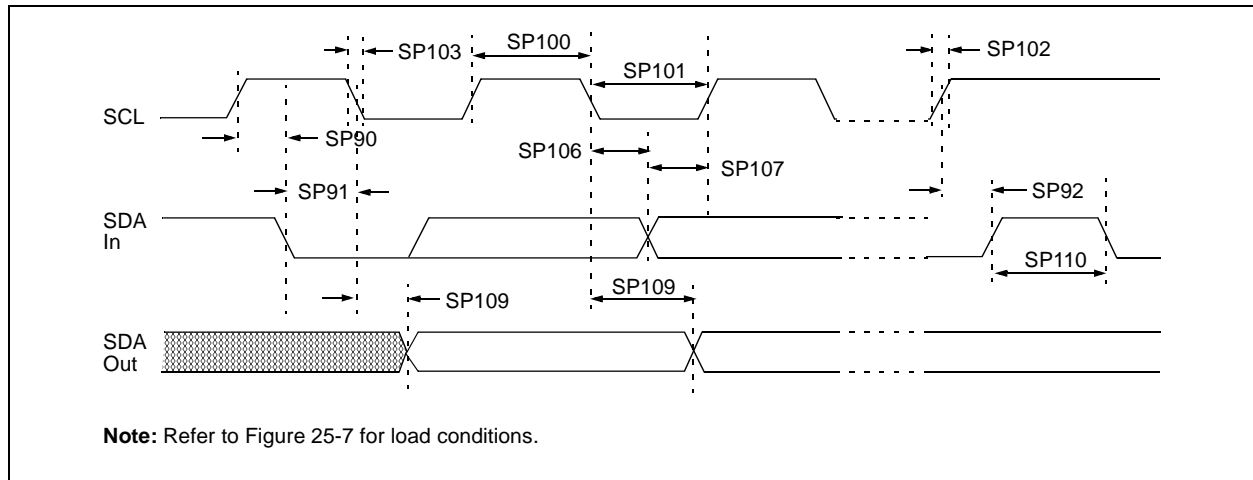 SP103
SP100
SP101
SP102
SCL
SP90
SP106
SP107
SP91
SP92
SDA
In
SP110
SP109
SP109
SDA
Out
Note: Refer to Figure 25-7 for load conditions.